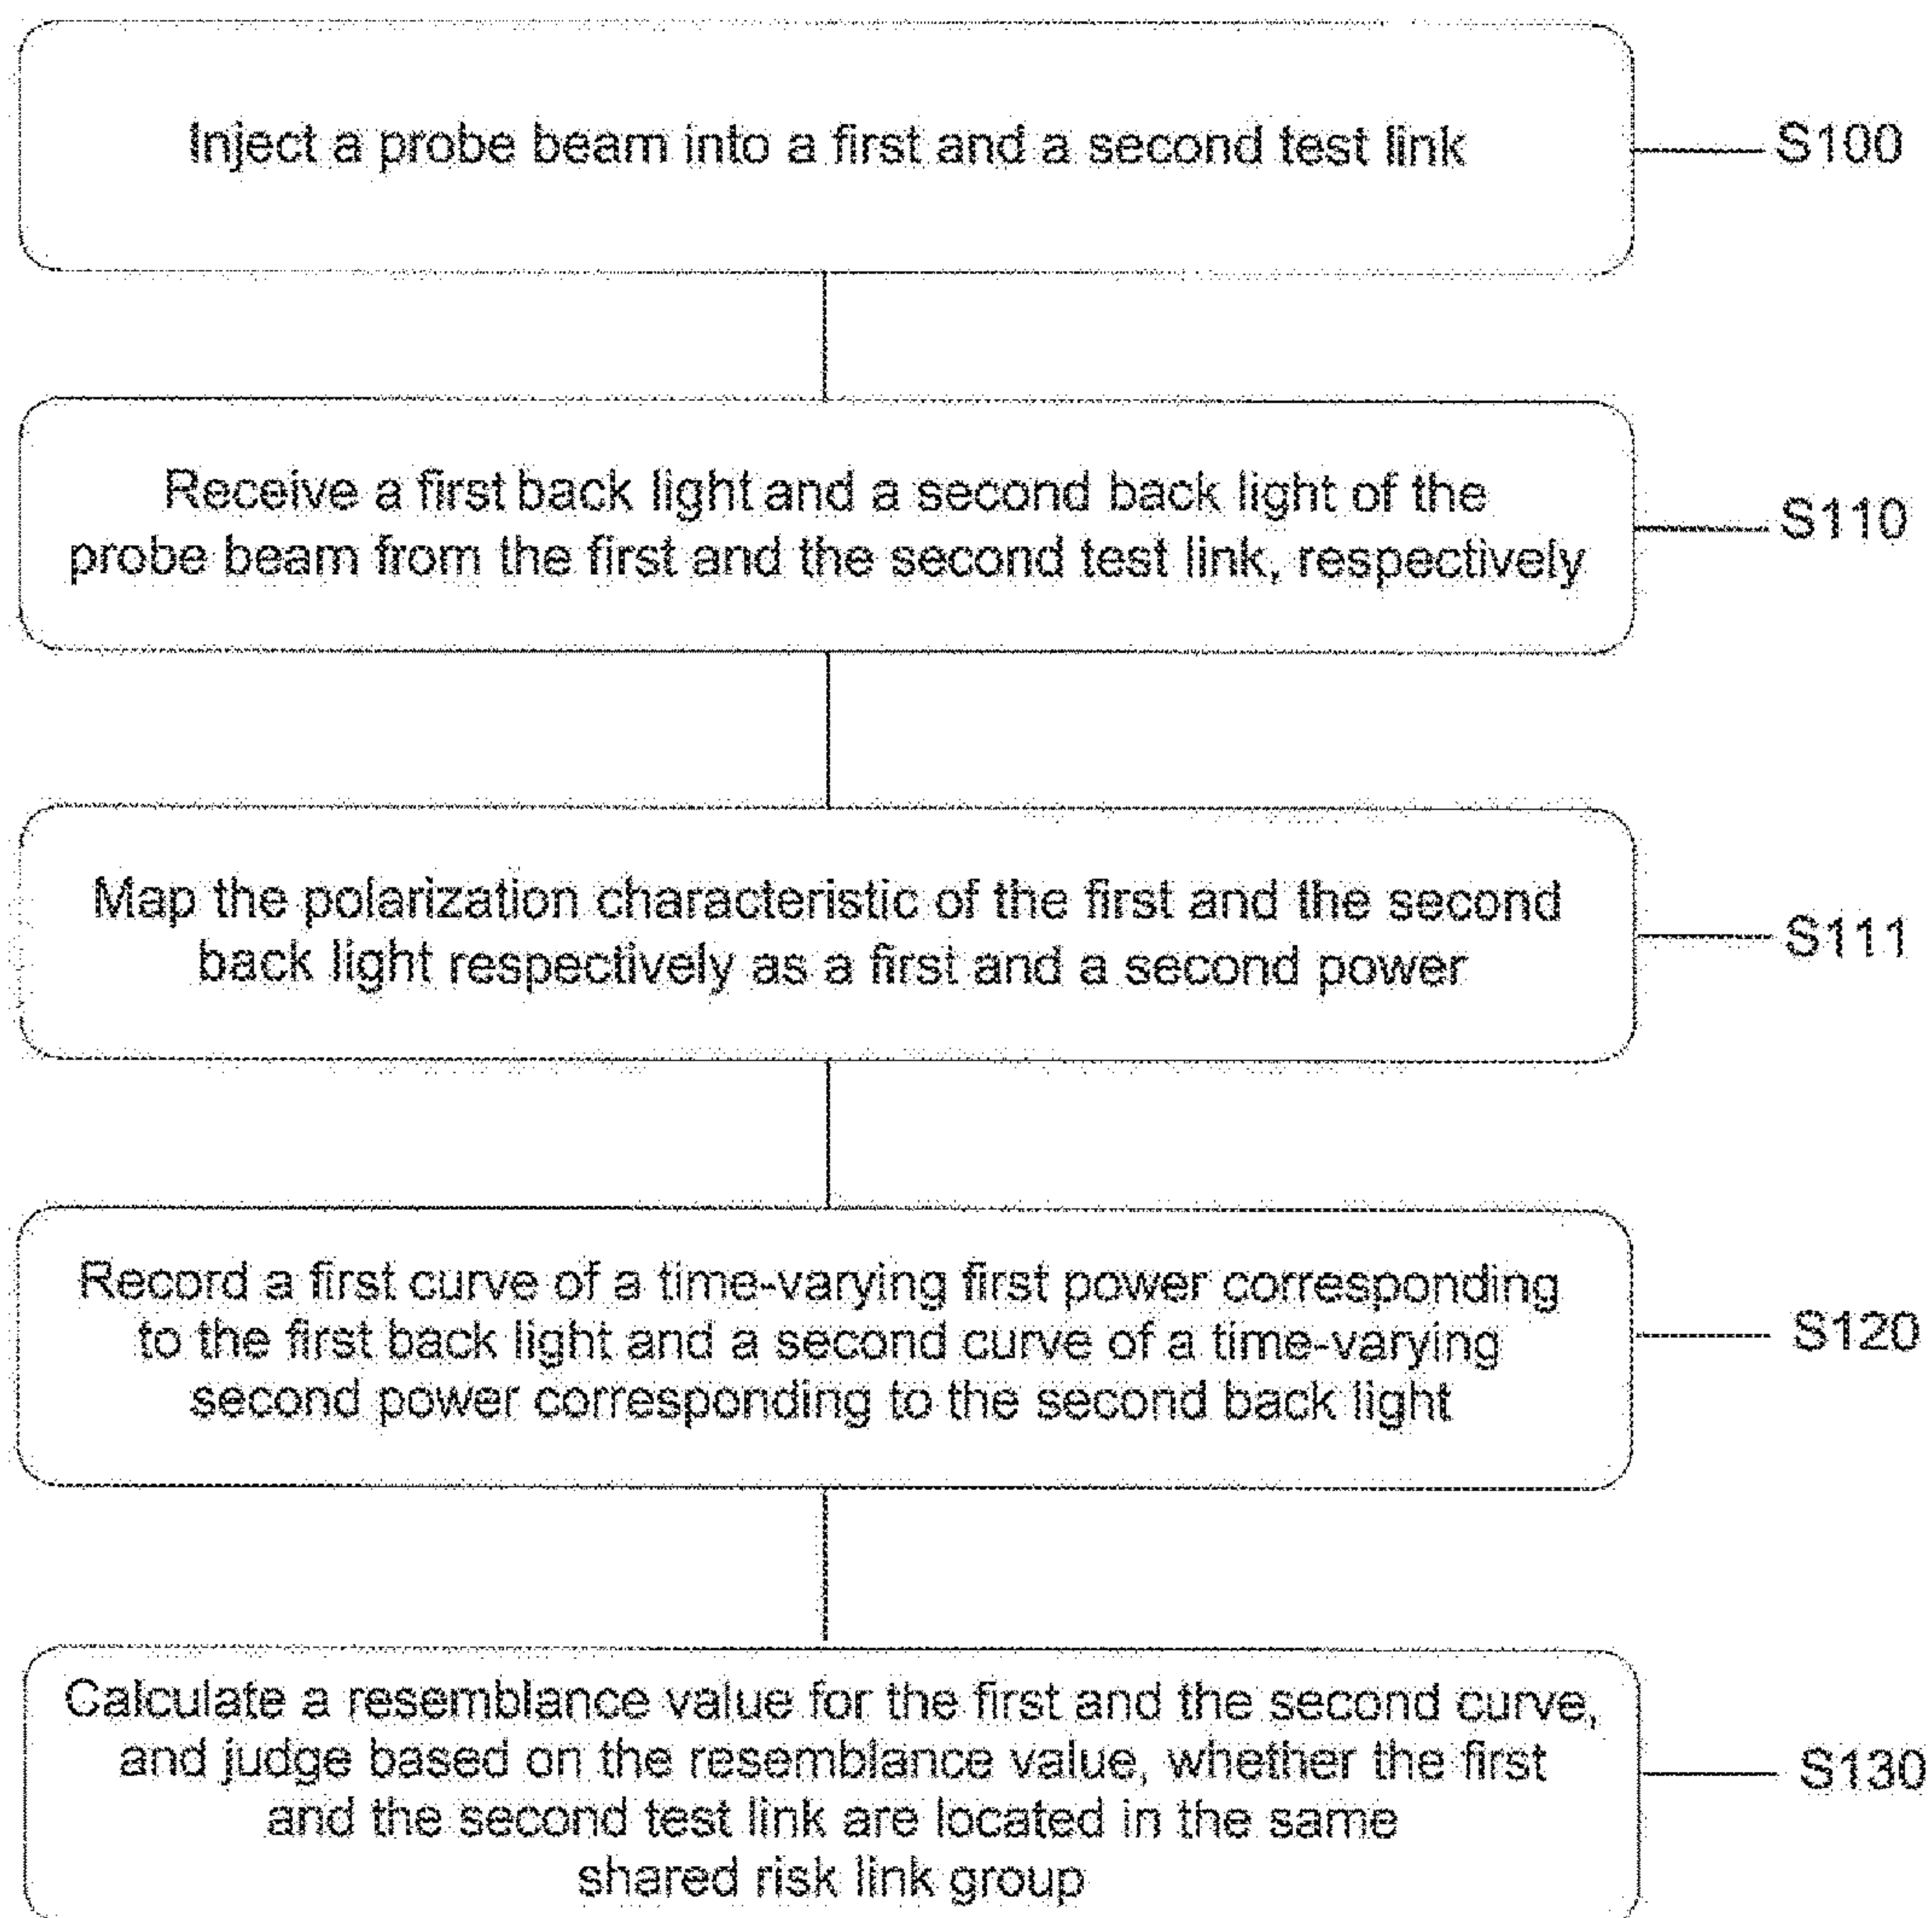 Inject a probe beam into a first and a second test link
S100
Receive a first back light and a second back light of the
probe beam from the first and the second test link, respectively
S110
Map the polarization characteristic of the first and the second
back light respectively as a first and a second power
S111
Record a first curve of a time-varying first power corresponding
to the first back light and a second curve of a time-varying
second power corresponding to the second back light
S120
Calculate a resemblance value for the first and the second curve,
and judge based on the resemblance value, whether the first
and the second test link are located in the same
shared risk link group
S130